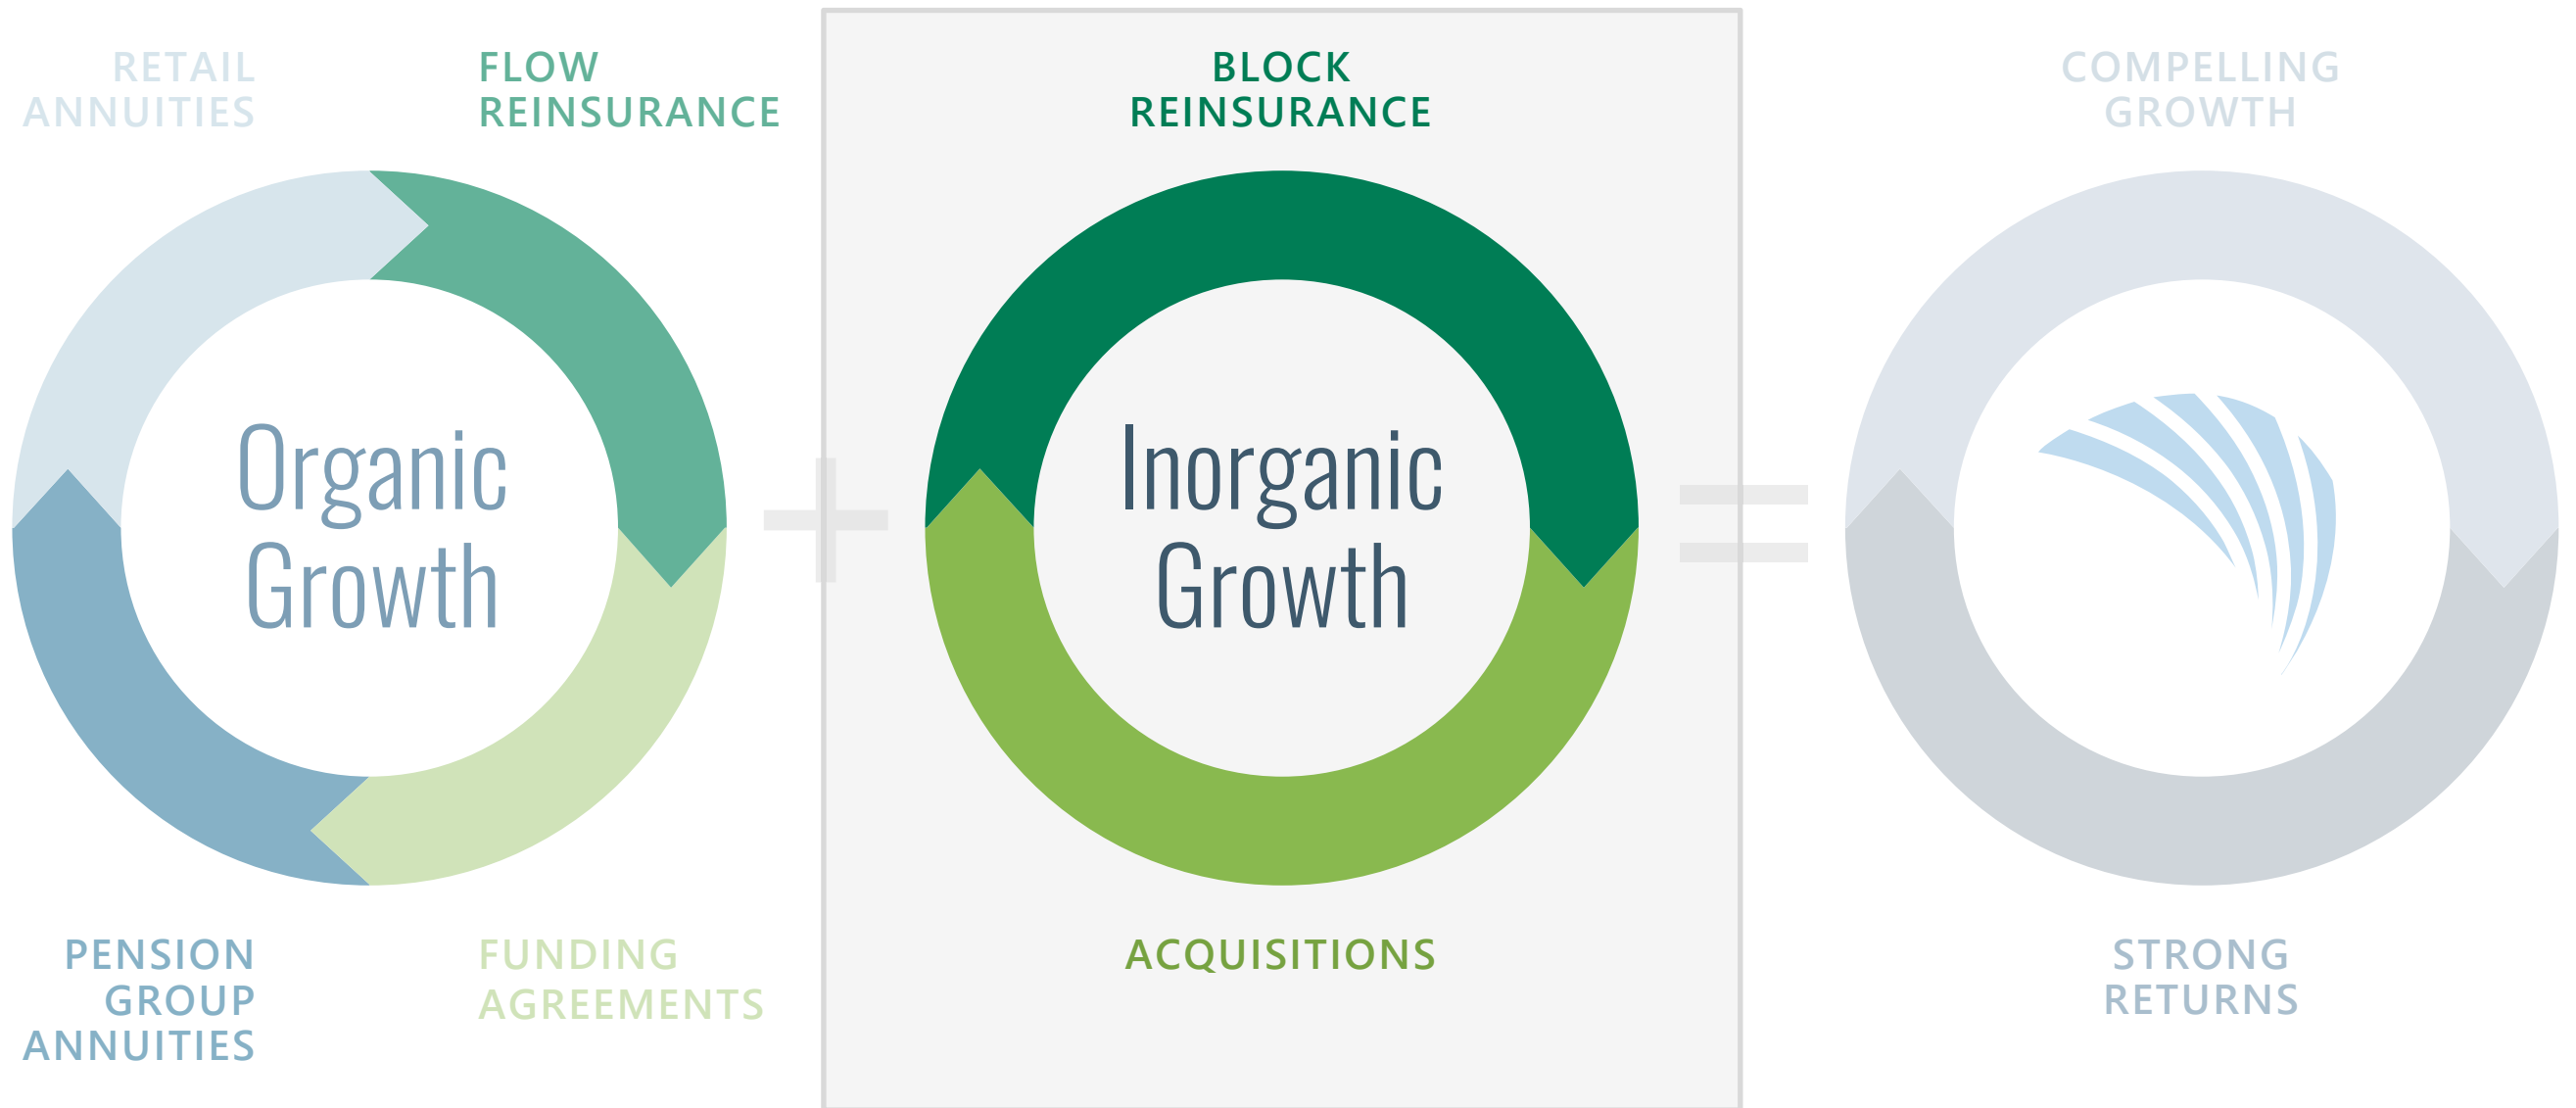 RETAIL
ANNUITIES
FLOW
REINSURANCE
Organic
Growth
PENSION
GROUP
ANNUITIES
FUNDING
AGREEMENTS
+
BLOCK
REINSURANCE
Inorganic
Growth
ACQUISITIONS
=
COMPELLING
GROWTH
STRONG
RETURNS